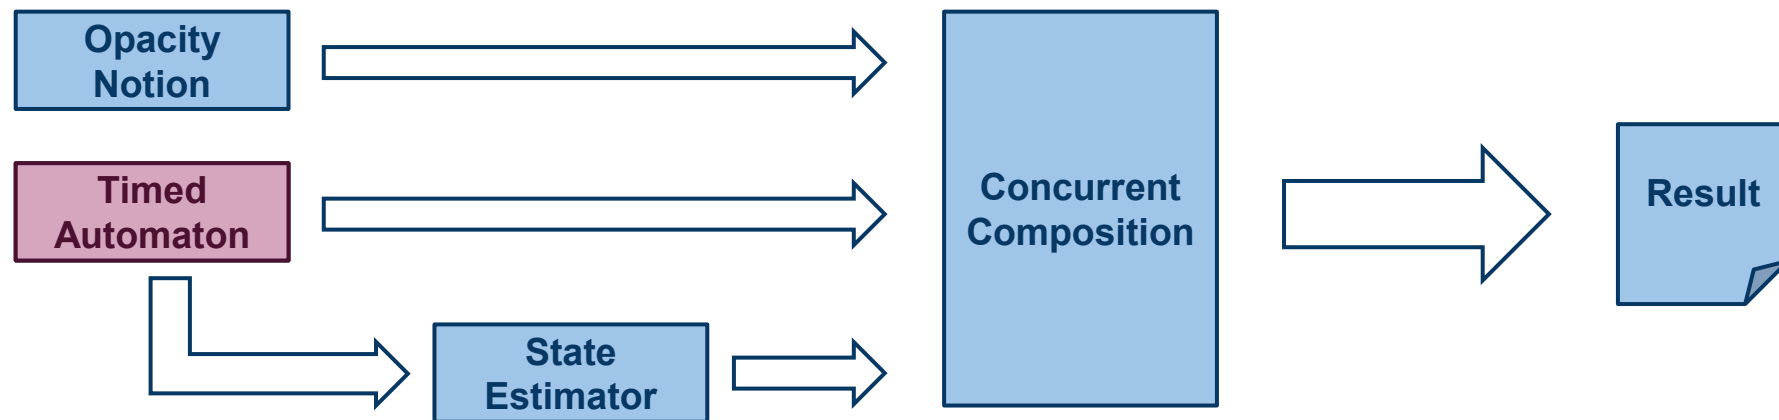 Opacity
Notion
Timed
Automaton
State
Estimator
Concurrent
Composition
Result